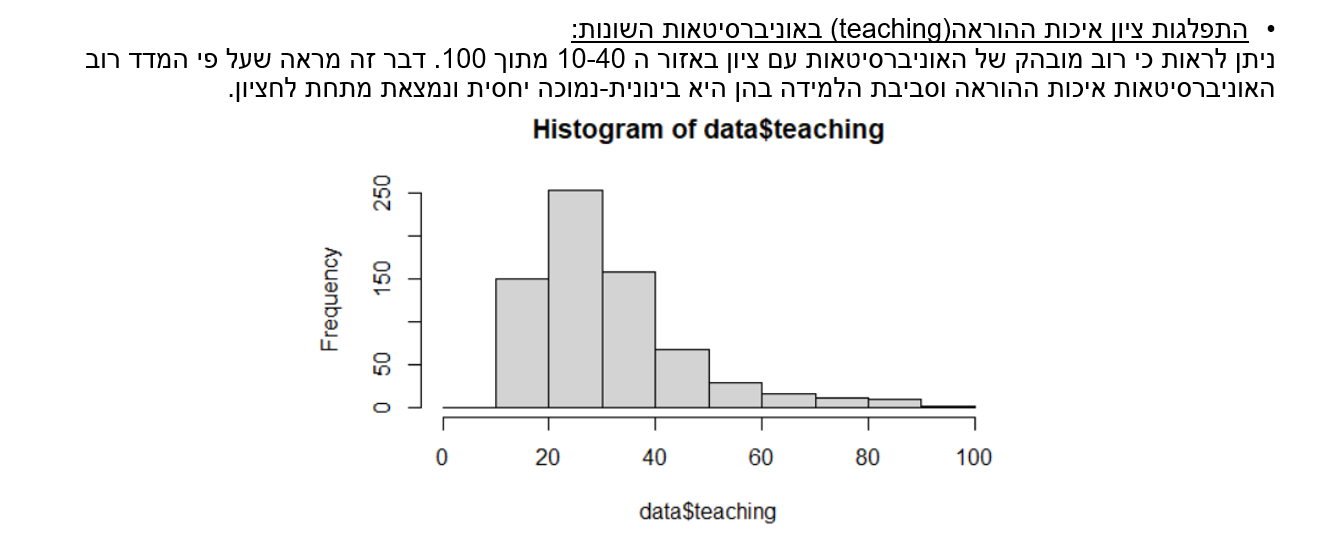 • התפלגות ציון איכות ההוראה(teaching) באוניברסיטאות השונות:
ניתן לראות כי רוב מובהק של האוניברסיטאות עם ציון באזור ה 10-40 מתוך 100. דבר זה מראה שעל פי המדד רוב
האוניברסיטאות איכות ההוראה וסביבת הלמידה בהן היא בינונית-נמוכה יחסית ונמצאת מתחת לחציון.
Histogram of data$teaching
Frequency
250
150
50
0
0 20 40 60 80 100
data$teaching